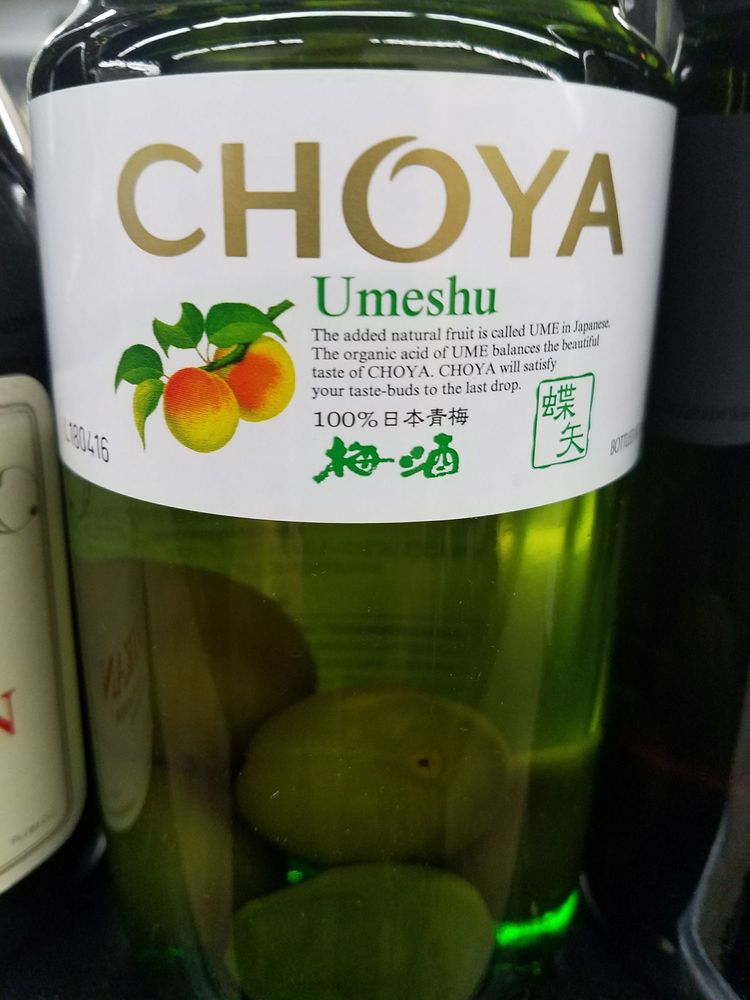 CHOYA
Umeshu
The added natural fruit is called UME in Japanese.
The organic acid of UME balances the beautiful
taste of CHOYA. CHOYA will satisfy
your taste-buds to the last drop.
100%日本青梅
梅酒
蝶矢
L180416